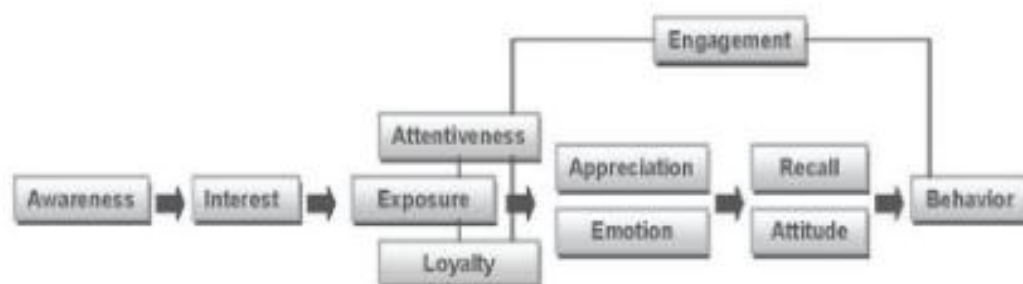 Engagement
Attentiveness
Appreciation
Recall
Awareness
Interest
Exposure
Behavior
Emotion
Attitude
Loyalty